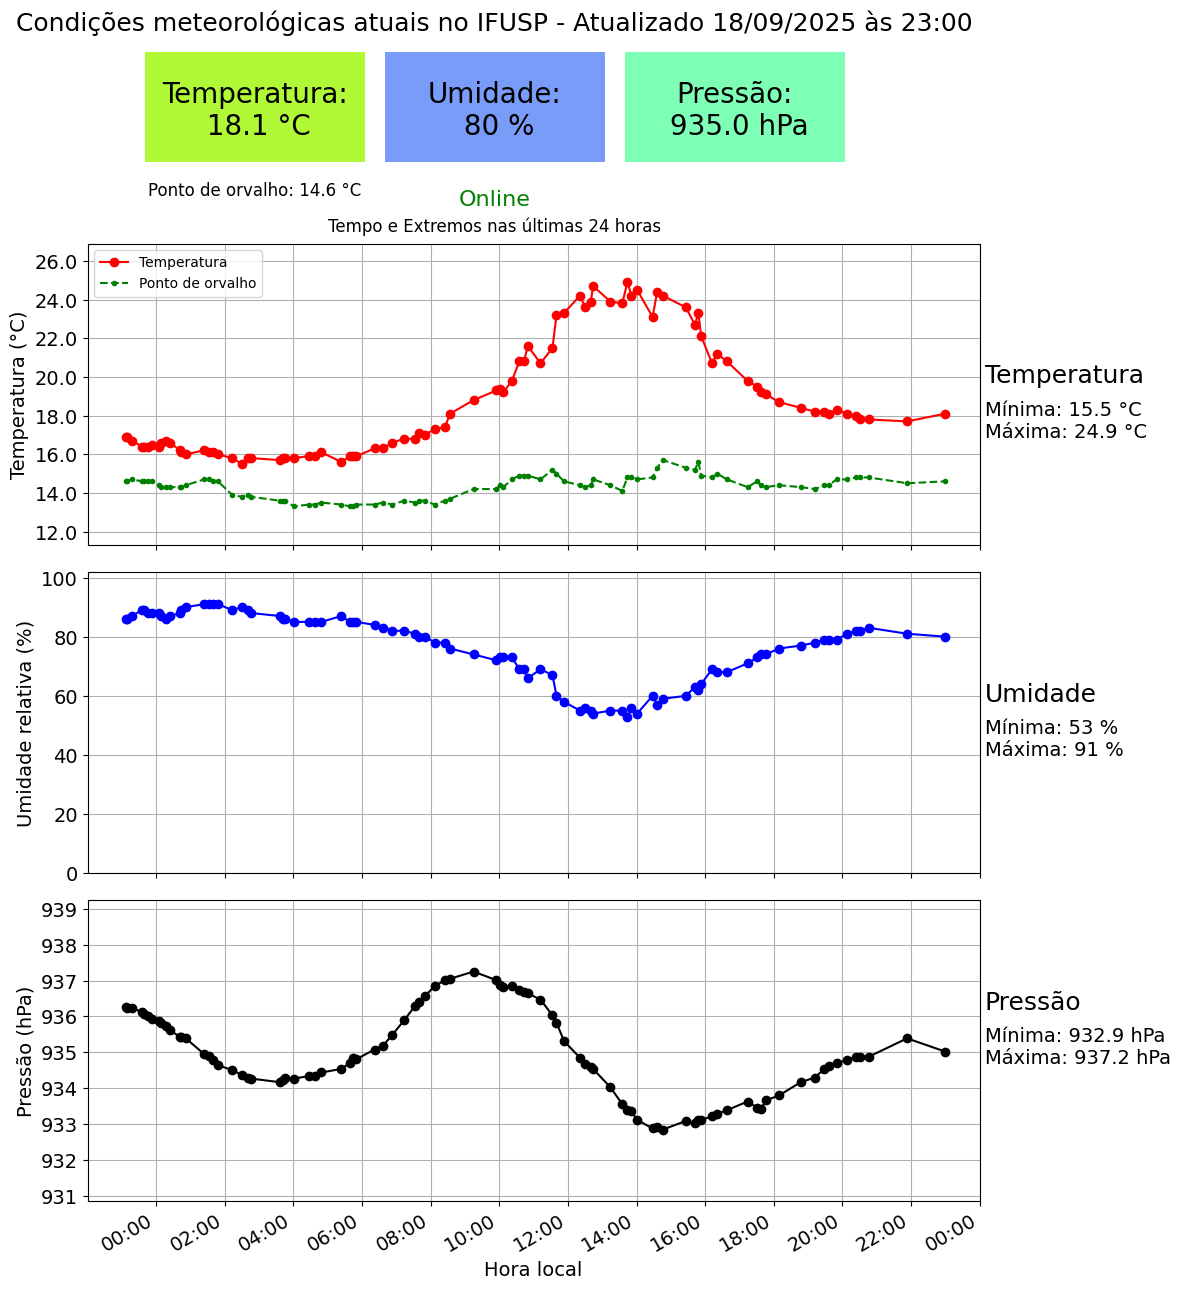 Condições meteorológicas atuais no IFUSP - Atualizado 18/09/2025 às 23:00
Temperatura:
18.1 °C
Umidade:
80 %
Pressão:
935.0 hPa
Ponto de orvalho: 14.6 °C
Online
Tempo e Extremos nas últimas 24 horas
Temperatura
Ponto de orvalho
Temperatura (°C)
26.0
24.0
22.0
20.0
18.0
16.0
14.0
12.0
Temperatura
Mínima: 15.5 °C
Máxima: 24.9 °C
Umidade relativa (%)
100
80
60
40
20
0
Umidade
Mínima: 53 %
Máxima: 91 %
Pressão (hPa)
939
938
937
936
935
934
933
932
931
Pressão
Mínima: 932.9 hPa
Máxima: 937.2 hPa
00:00
02:00
04:00
06:00
08:00
10:00
12:00
14:00
16:00
18:00
20:00
22:00
00:00
Hora local